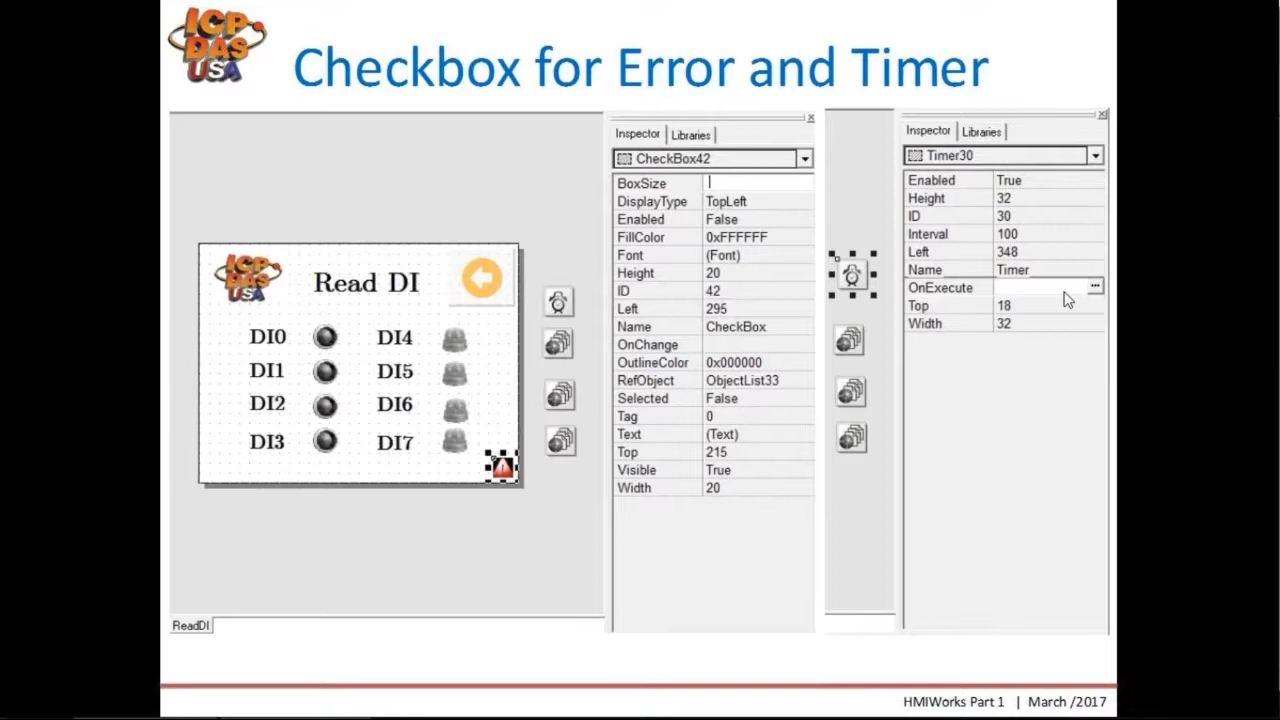 ICP
DAS
USA
Checkbox for Error and Timer
ICP
DAS
USA
Read DI
DI0 DI4
DI1 DI5
DI2 DI6
DI3 DI7
ReadDI
Inspector Libraries
CheckBox42
BoxSize
DisplayType TopLeft
Enabled False
FillColor 0xFFFFFF
Font (Font)
Height 20
ID 42
Left 295
Name CheckBox
OnChange
OutlineColor 0x000000
RefObject ObjectList33
Selected False
Tag 0
Text (Text)
Top 215
Visible True
Width 20
Inspector Libraries
Timer30
Enabled True
Height 32
ID 30
Interval 100
Left 348
Name Timer
OnExecute ...
Top 18
Width 32
HMIWorks Part 1 | March /2017